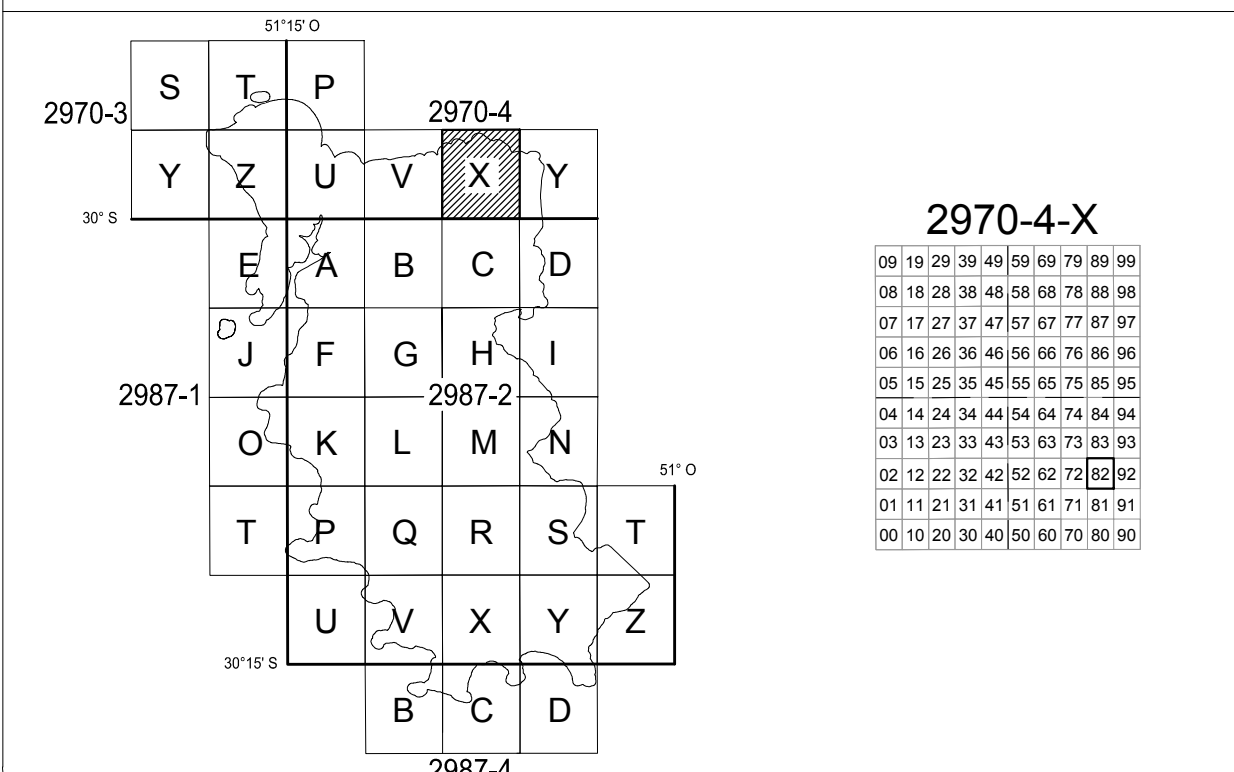 51°15' O
S T P
2970-3 2970-4
Y Z U V X Y
30° S
E A B C D
J F G H I
2987-1 2987-2
O K L M N
51° O
T P Q R S T
U V X Y Z
30°15' S
B C D
2987-4
2970-4-X
09 19 29 39 49 59 69 79 89 99
08 18 28 38 48 58 68 78 88 98
07 17 27 37 47 57 67 77 87 97
06 16 26 36 46 56 66 76 86 96
05 15 25 35 45 55 65 75 85 95
04 14 24 34 44 54 64 74 84 94
03 13 23 33 43 53 63 73 83 93
02 12 22 32 42 52 62 72 82 92
01 11 21 31 41 51 61 71 81 91
00 10 20 30 40 50 60 70 80 90